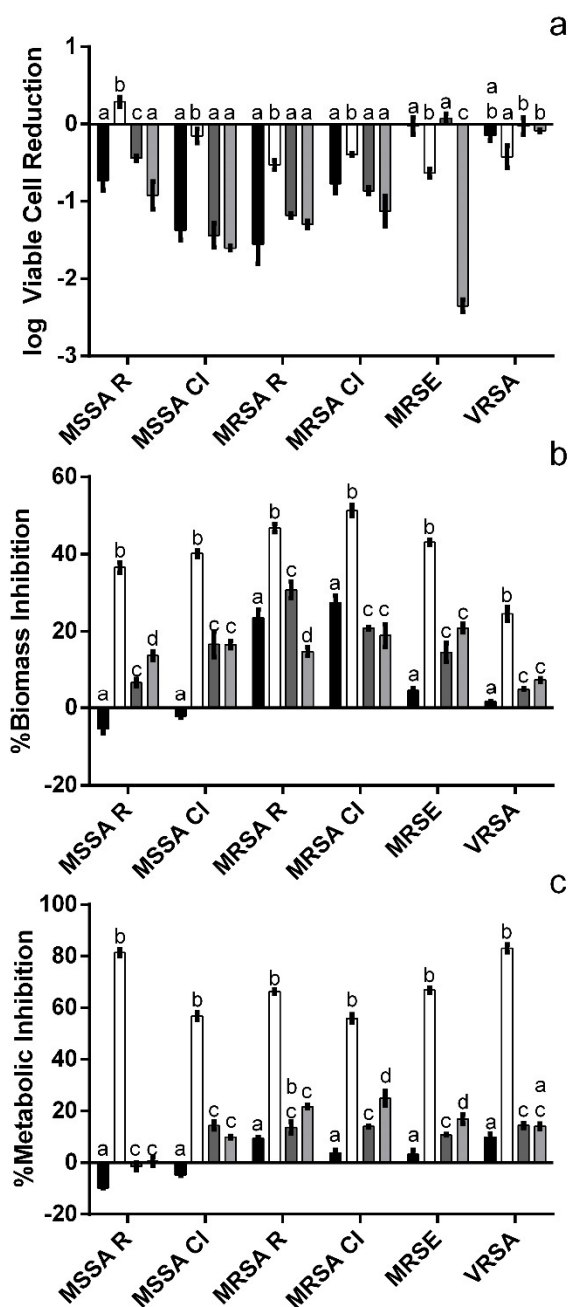 a
log Viable Cell Reduction
1
0
-1
-2
-3
b
a
a c a a b a a a b a a a b a a a b a c b a b
a a b
MSSA R MSSA CI MRSA R MRSA CI MRSE VRSA
b
%Biomass Inhibition
60
40
20
0
-20
a b c d a b c c a b c d a b c c a b c c a b c c
MSSA R MSSA CI MRSA R MRSA CI MRSE VRSA
c
%Metabolic Inhibition
100
80
60
40
20
0
-20
a b c c a b c c a b b c c a b c d a b c d a b c a c
MSSA R MSSA CI MRSA R MRSA CI MRSE VRSA